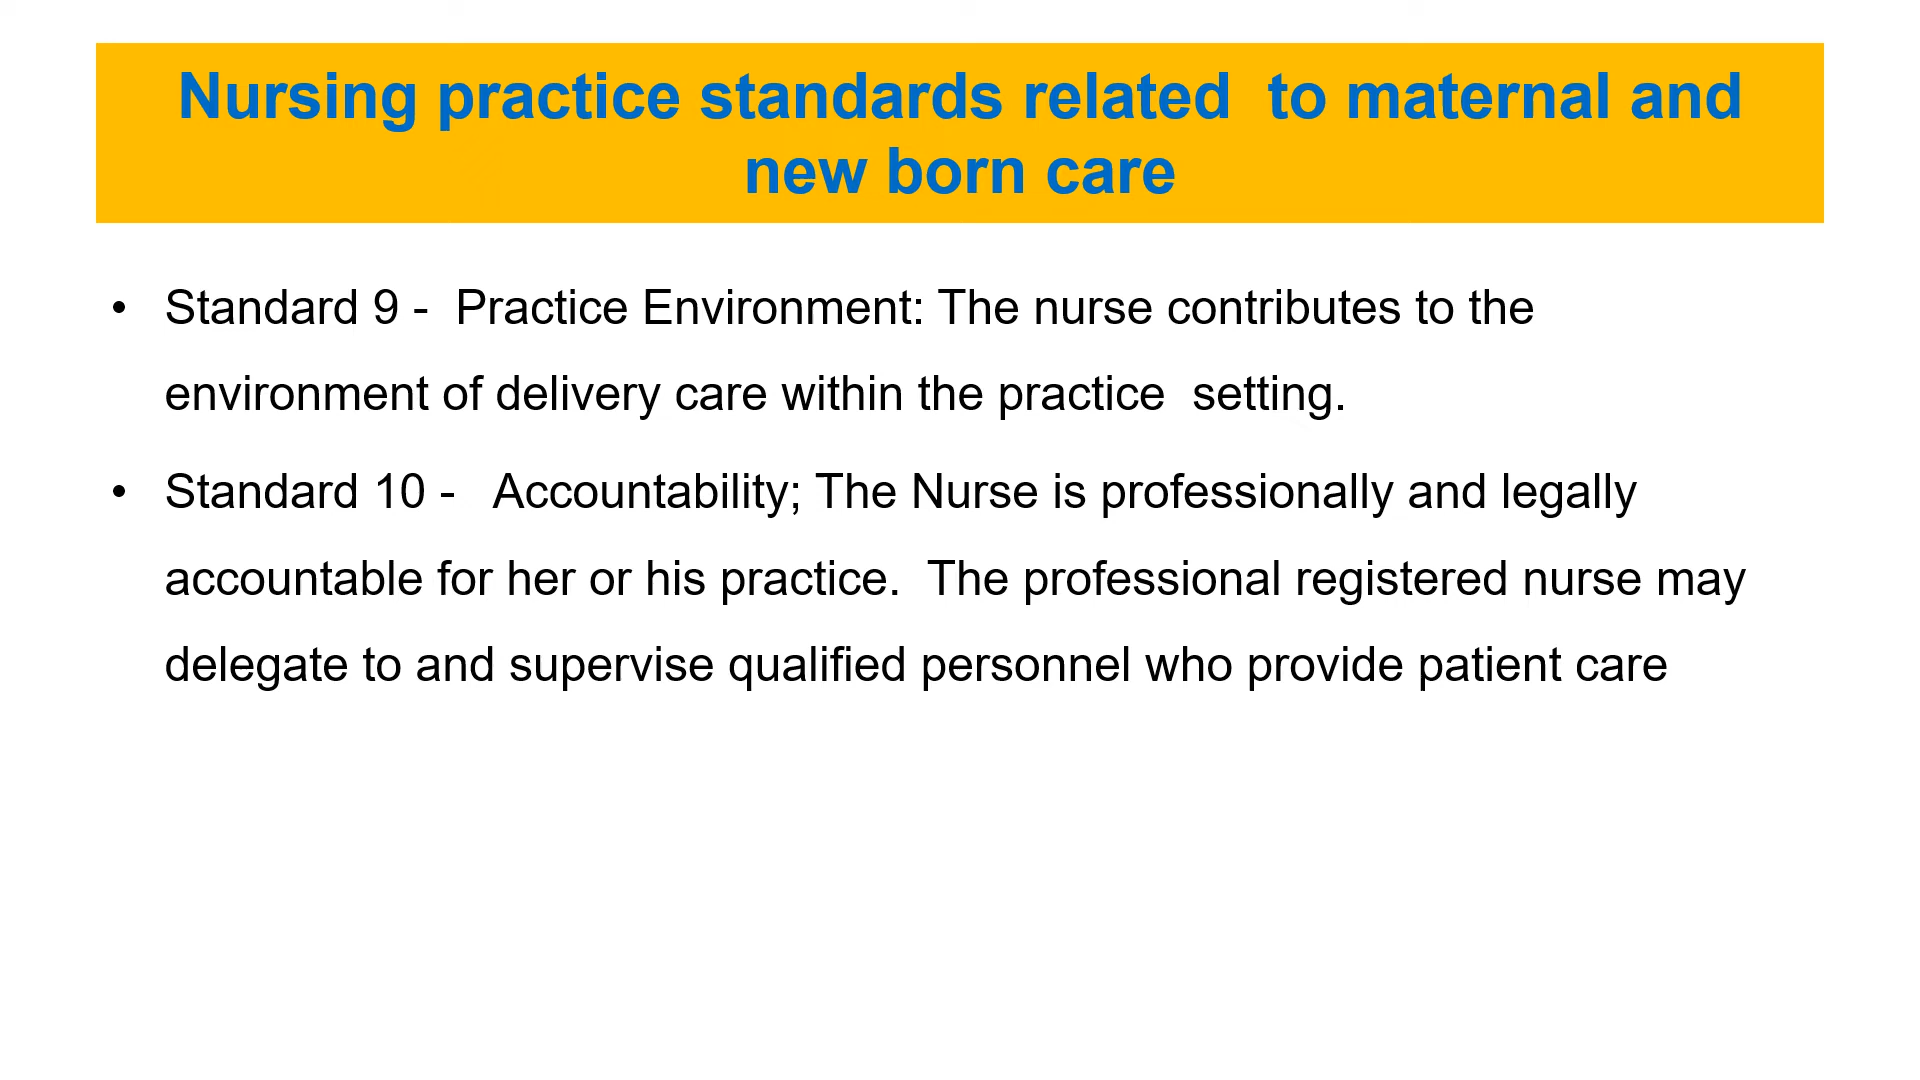 Nursing practice standards related  to maternal and
new born care
• Standard 9 -  Practice Environment: The nurse contributes to the
environment of delivery care within the practice  setting.
• Standard 10 -   Accountability; The Nurse is professionally and legally
accountable for her or his practice.  The professional registered nurse may
delegate to and supervise qualified personnel who provide patient care